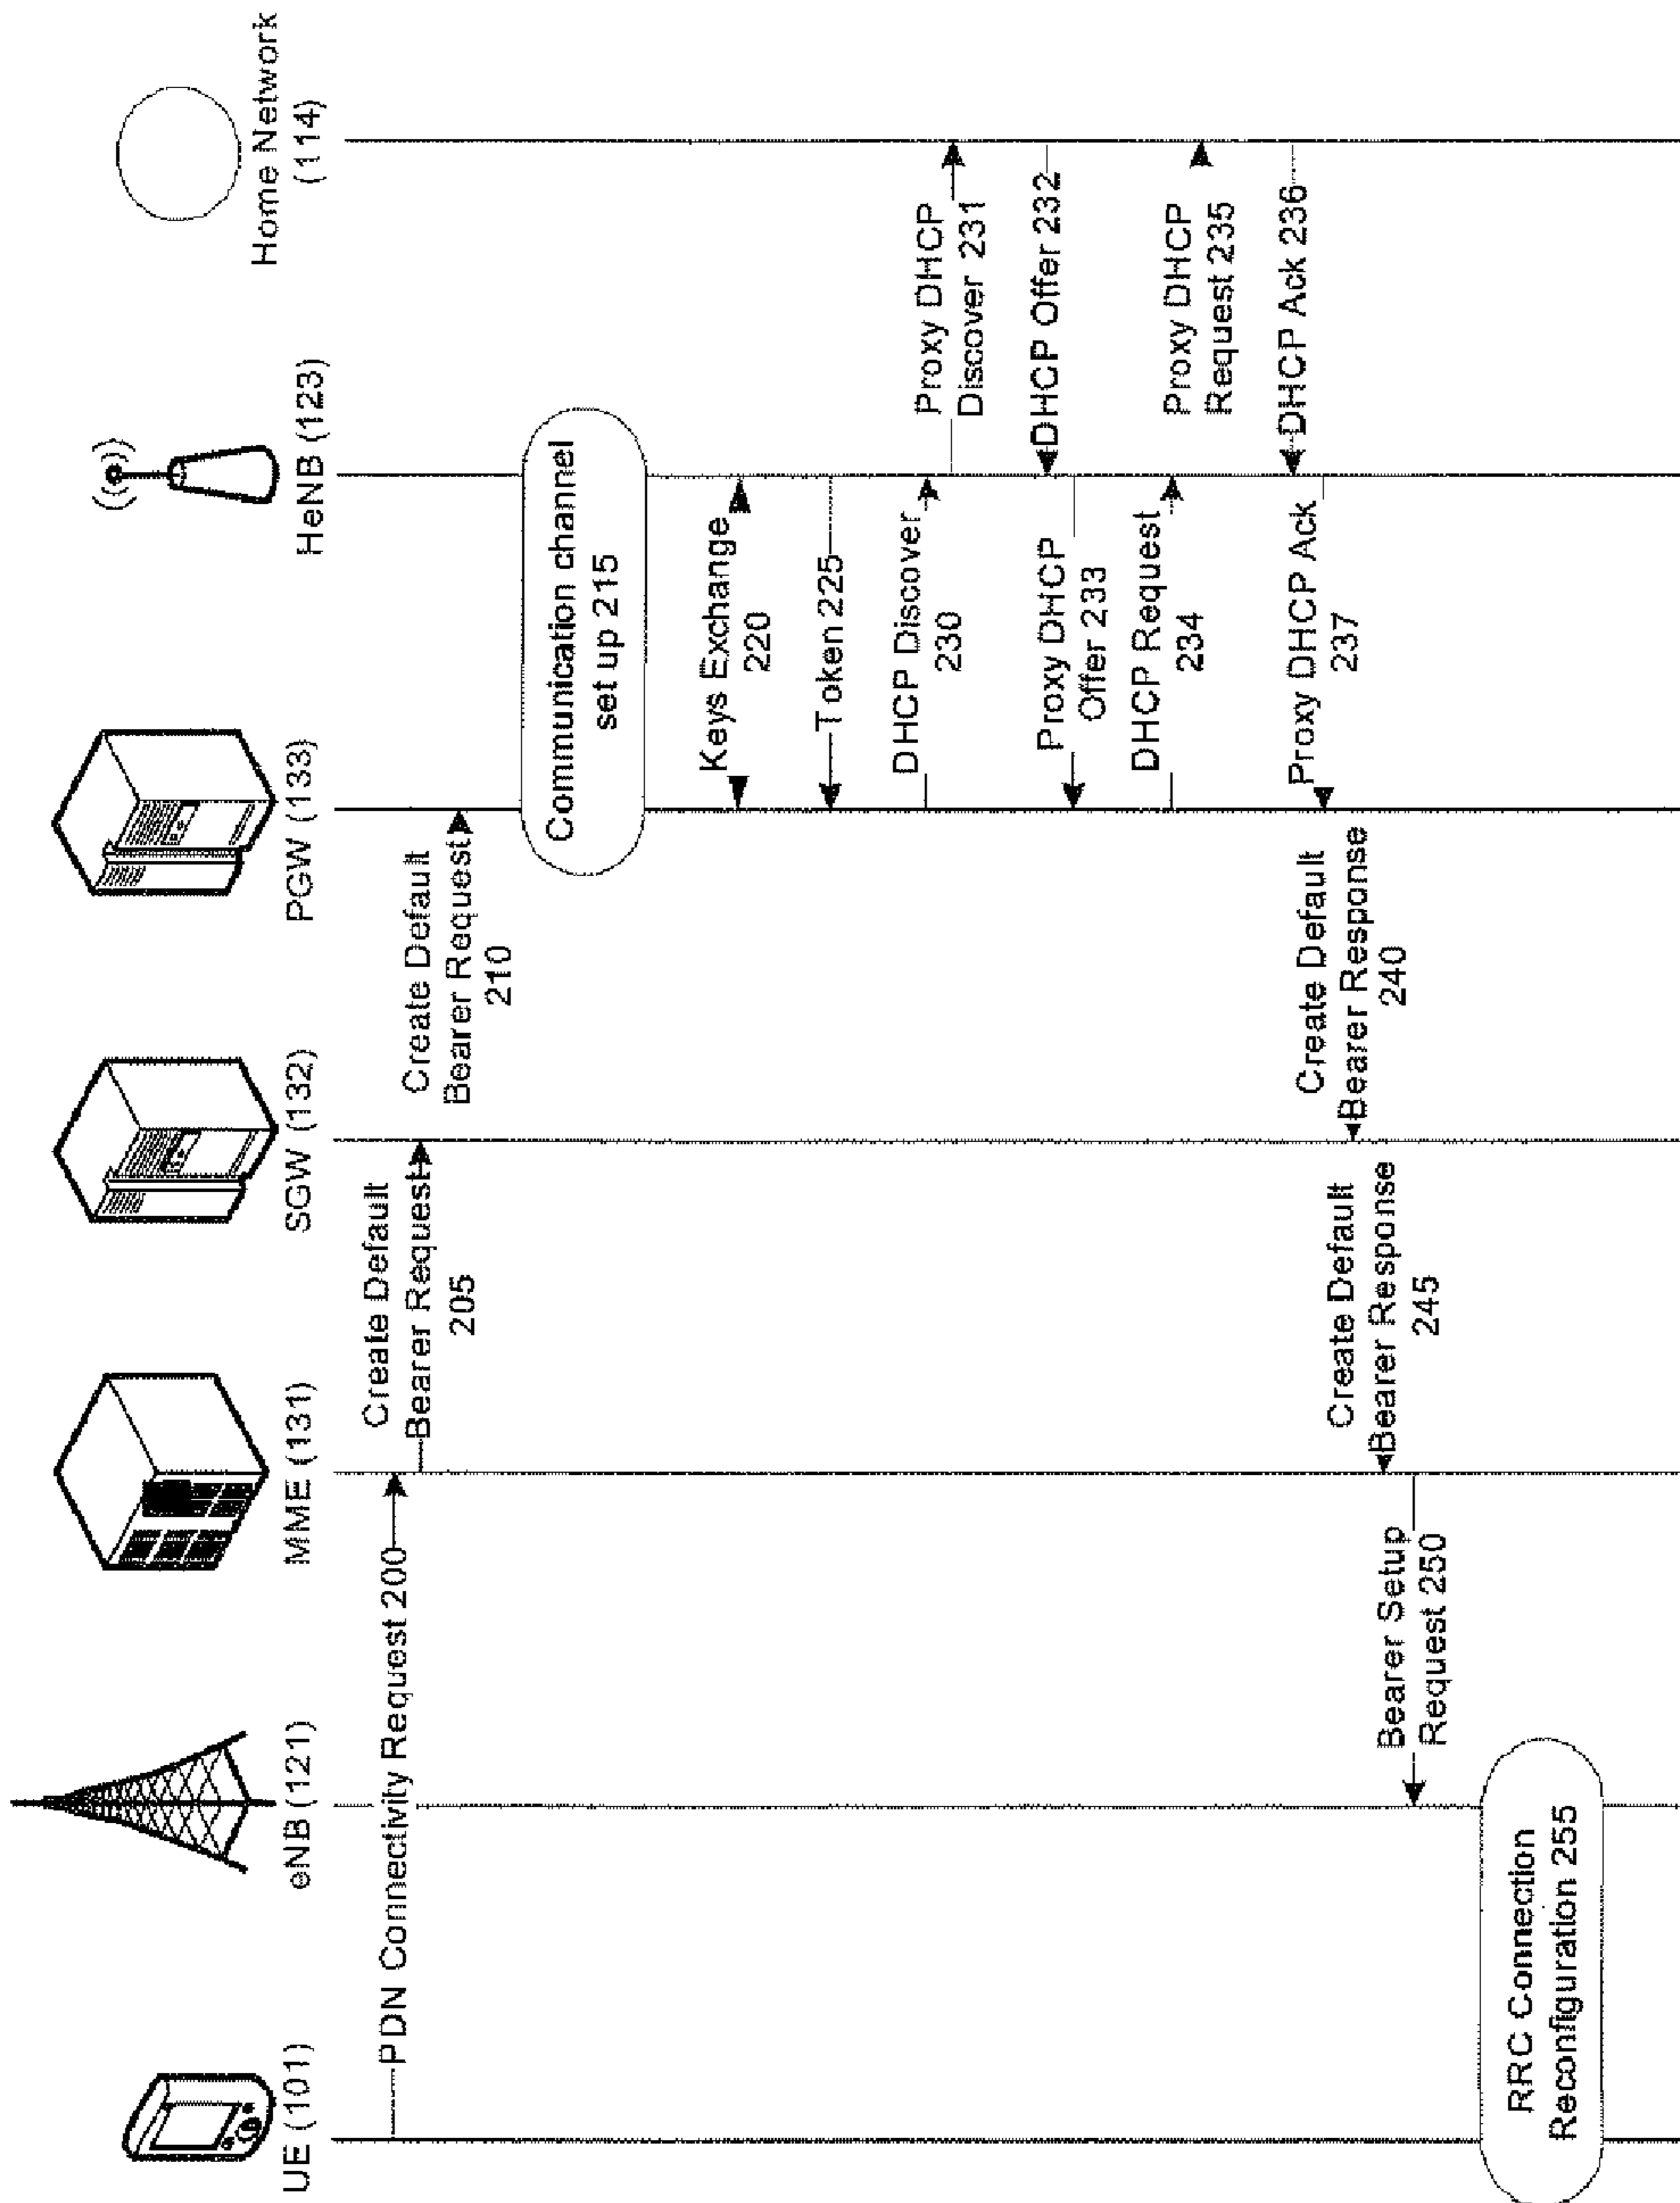 UE (101)
eNB (121)
MME (131)
SGW (132)
PGW (133)
HeNB (123)
Home Network
(114)
PDN Connectivity Request 200
Create Default
Bearer Request
205
Create Default
Bearer Request
210
Communication channel
set up 215
Keys Exchange
220
Token 225
DHCP Discover
230
Proxy DHCP
Discover 231
DHCP Offer 232
Proxy DHCP
Offer 233
DHCP Request
234
Proxy DHCP
Request 235
DHCP Ack 236
Proxy DHCP Ack
237
Create Default
Bearer Response
240
Create Default
Bearer Response
245
Bearer Setup
Request 250
RRC Connection
Reconfiguration 255